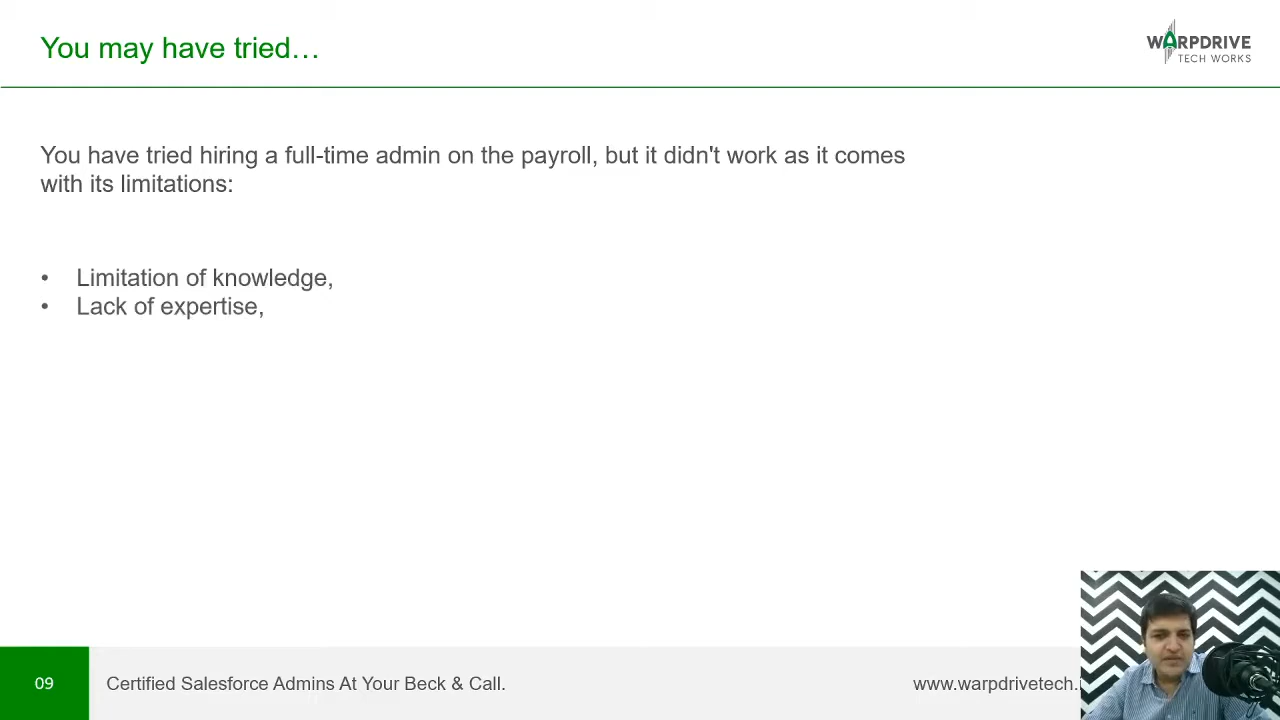 You may have tried…
WARPDRIVE
TECH WORKS
You have tried hiring a full-time admin on the payroll, but it didn't work as it comes
with its limitations:
• Limitation of knowledge,
• Lack of expertise,
09
Certified Salesforce Admins At Your Beck & Call.
www.warpdrivetech.